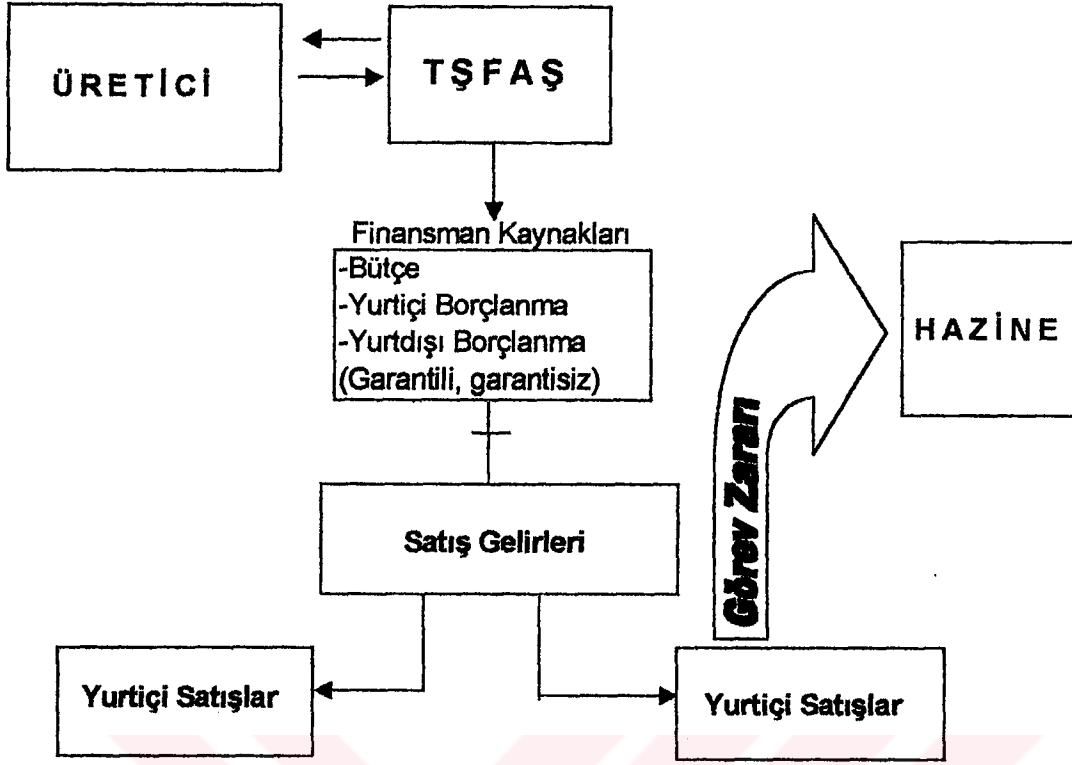 ÜRETİCİ
TŞFAŞ
Finansman Kaynakları
-Bütçe
-Yurtiçi Borçlanma
-Yurtdışı Borçlanma
(Garantili, garantisiz)
HAZİNE
Görev Zararı
Satış Gelirleri
Yurtiçi Satışlar
Yurtiçi Satışlar